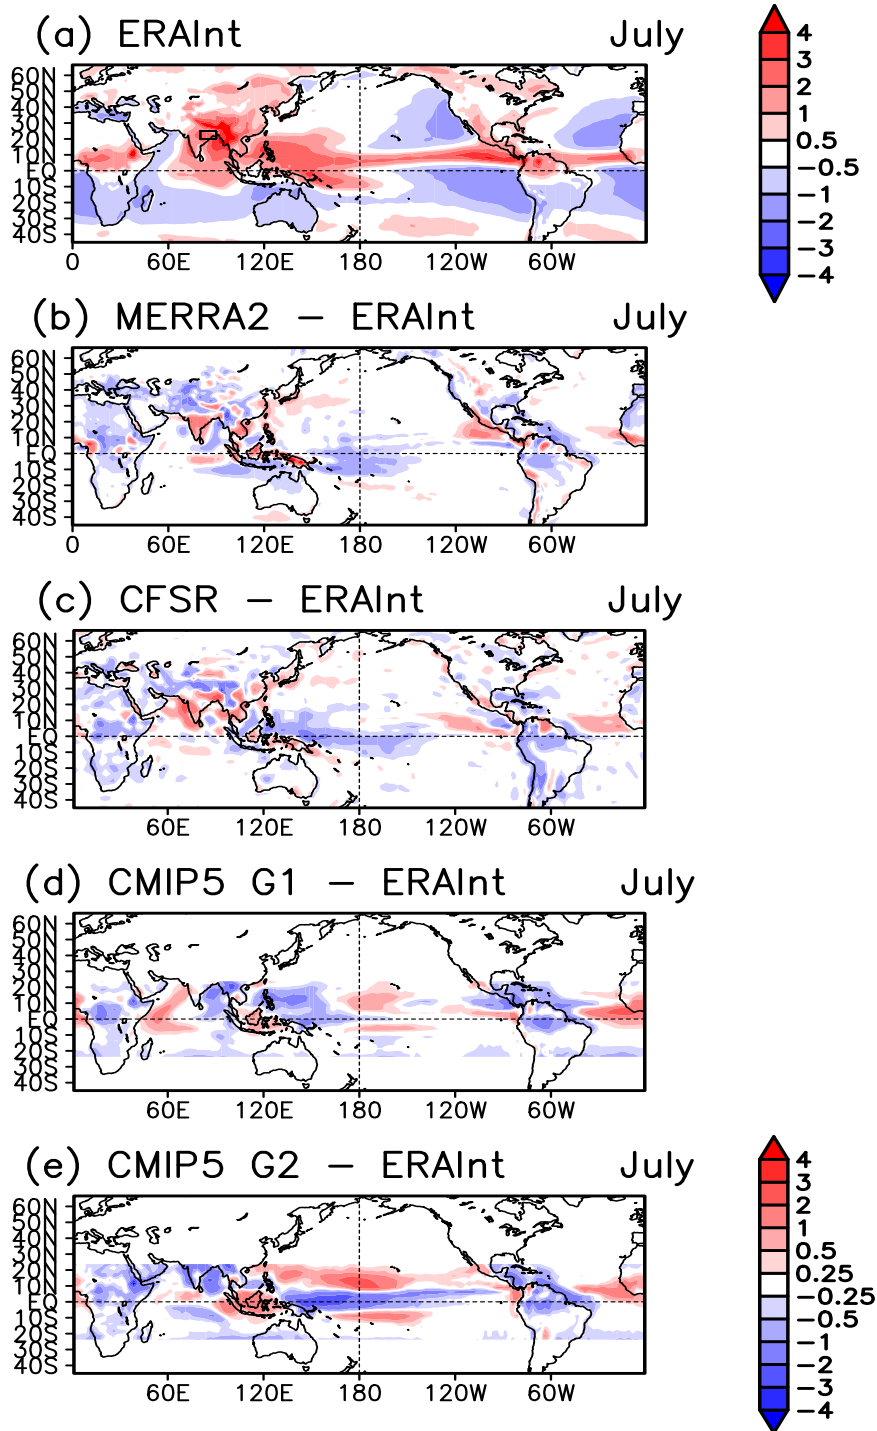 (a) ERAInt July
60N
50N
40N
30N
20N
10N
EQ
10S
20S
30S
40S
0 60E 120E 180 120W 60W
4
3
2
1
0.5
−0.5
−1
−2
−3
−4
(b) MERRA2 − ERAInt July
60N
50N
40N
30N
20N
10N
EQ
10S
20S
30S
40S
0 60E 120E 180 120W 60W
(c) CFSR − ERAInt July
60N
50N
40N
30N
20N
10N
EQ
10S
20S
30S
40S
60E 120E 180 120W 60W
(d) CMIP5 G1 − ERAInt July
60N
50N
40N
30N
20N
10N
EQ
10S
20S
30S
40S
60E 120E 180 120W 60W
(e) CMIP5 G2 − ERAInt July
60N
50N
40N
30N
20N
10N
EQ
10S
20S
30S
40S
60E 120E 180 120W 60W
4
3
2
1
0.5
0.25
−0.25
−0.5
−1
−2
−3
−4